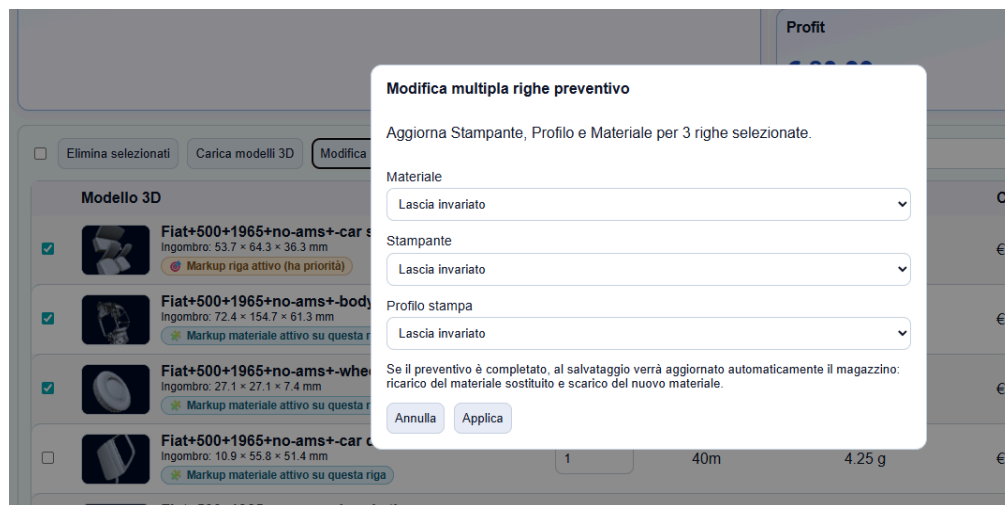 Profit
Modifica multipla righe preventivo
Aggiorna Stampante, Profilo e Materiale per 3 righe selezionate.
Elimina selezionati
Carica modelli 3D
Modifica
Materiale
Modello 3D
Lascia invariato
Fiat+500+1965+no-ams+-car
Ingombro: 53.7 × 64.3 × 36.3 mm
Markup riga attivo (ha priorità)
€
Stampante
Lascia invariato
Fiat+500+1965+no-ams+-body
Ingombro: 72.4 × 154.7 × 61.3 mm
Markup materiale attivo su questa
€
Profilo stampa
Lascia invariato
Fiat+500+1965+no-ams+-whe
Ingombro: 27.1 × 27.1 × 7.4 mm
Markup materiale attivo su questa
€
Se il preventivo è completato, al salvataggio verrà aggiornato automaticamente il magazzino:
ricarico del materiale sostituito e scarico del nuovo materiale.
Annulla
Applica
Fiat+500+1965+no-ams+-car
Ingombro: 10.9 × 55.8 × 51.4 mm
Markup materiale attivo su questa riga
1
40m
4.25 g
€